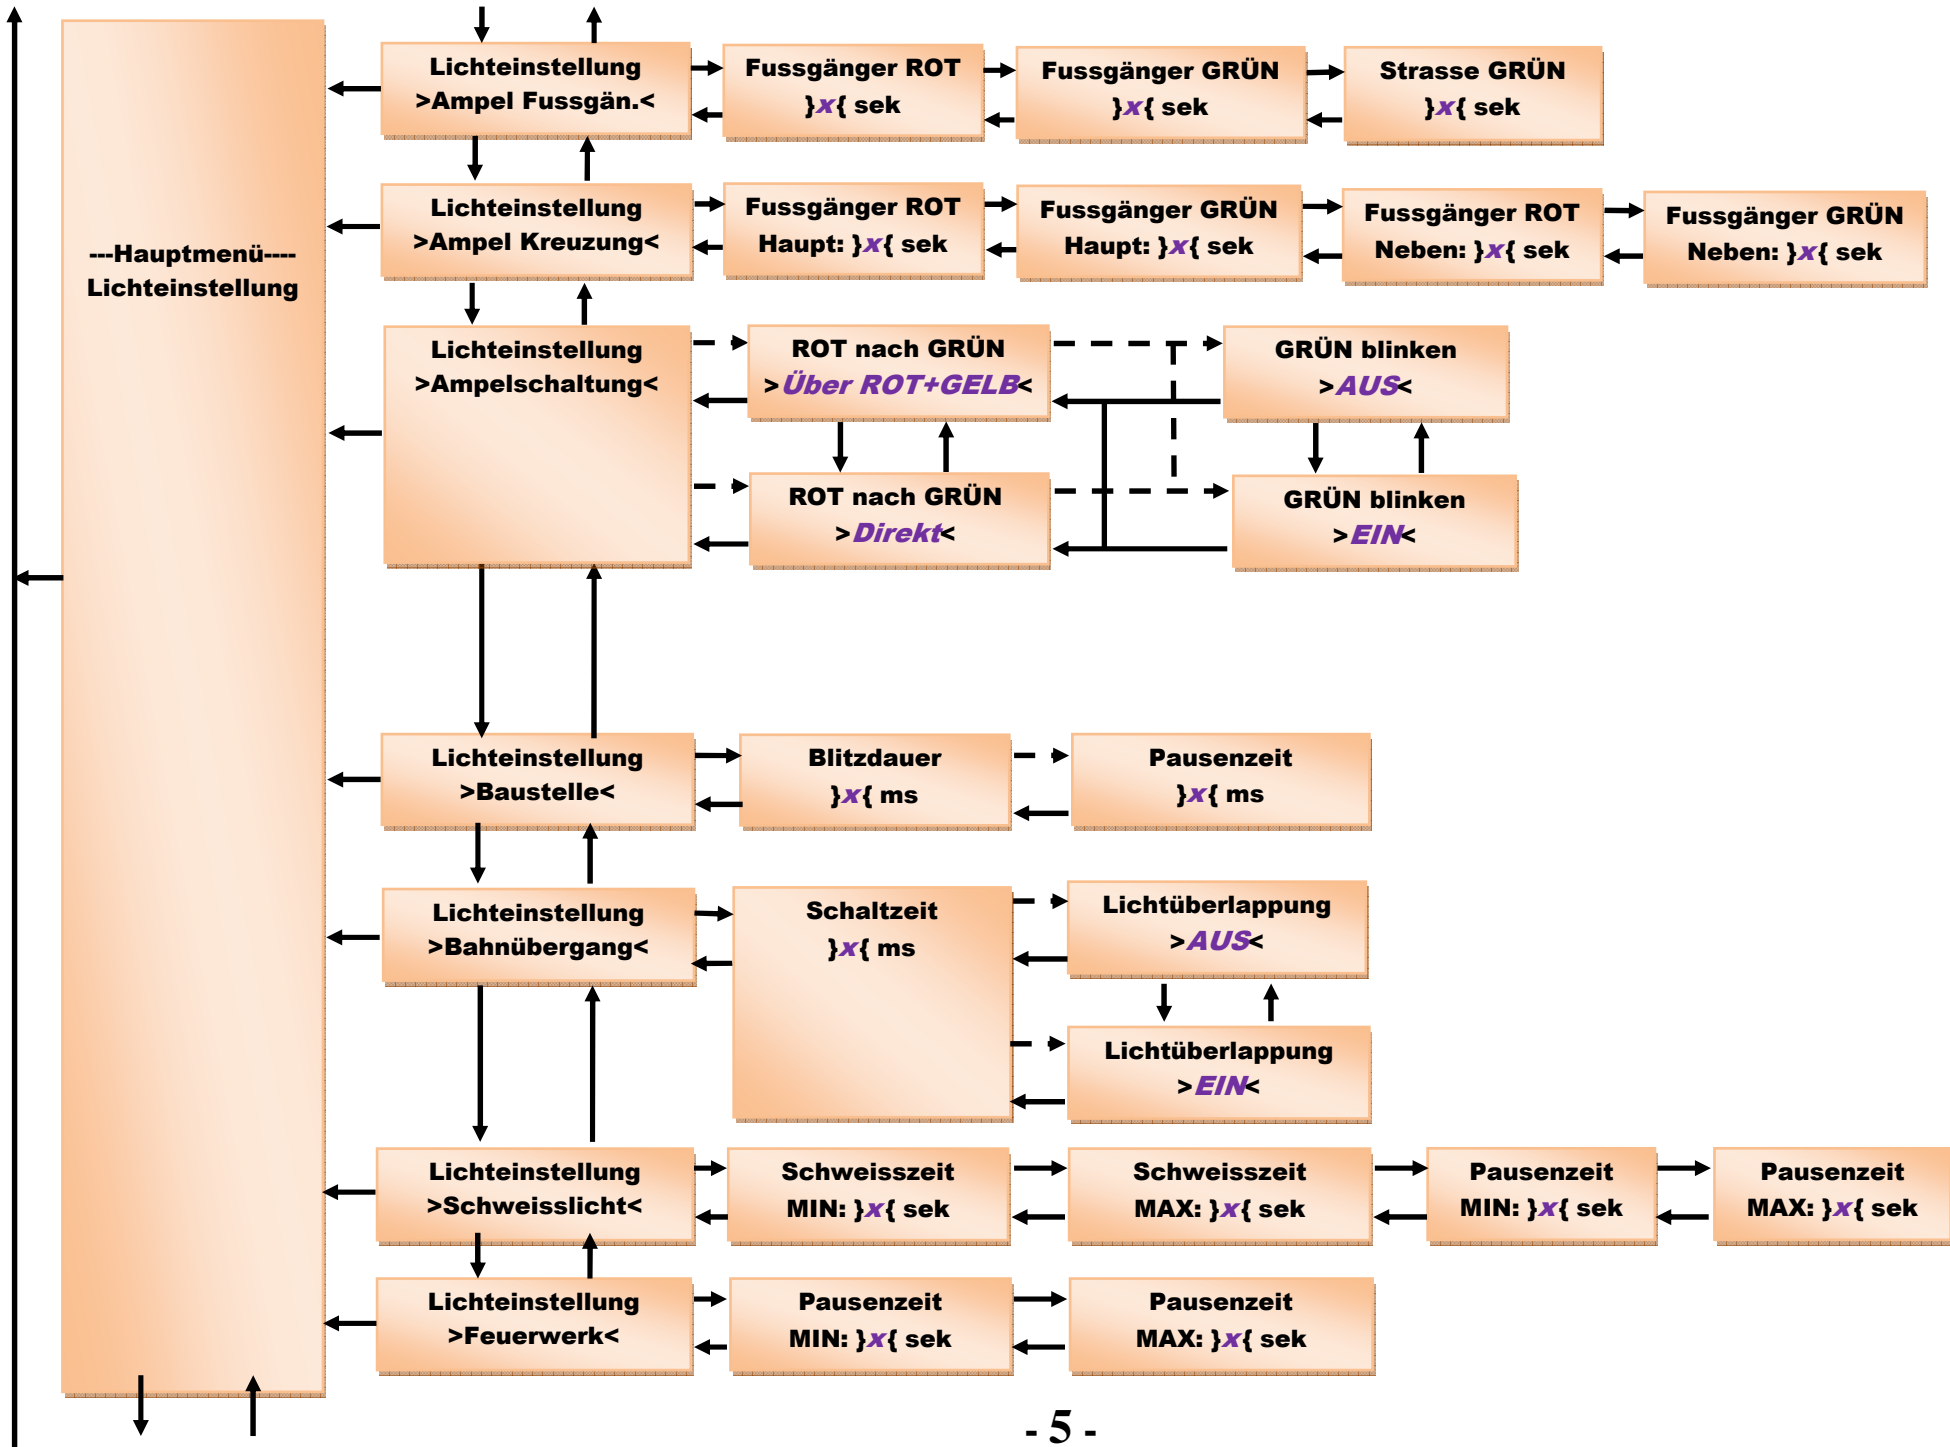 Lichteinstellung
>Ampel Fussgän.<
Fussgänger ROT
}x{ sek
Fussgänger GRÜN
}x{ sek
Strasse GRÜN
}x{ sek
---Hauptmenü----
Lichteinstellung
Lichteinstellung
>Ampel Kreuzung<
Fussgänger ROT
Haupt: }x{ sek
Fussgänger GRÜN
Haupt: }x{ sek
Fussgänger ROT
Neben: }x{ sek
Fussgänger GRÜN
Neben: }x{ sek
Lichteinstellung
>Ampelschaltung<
ROT nach GRÜN
>Über ROT+GELB<
GRÜN blinken
>AUS<
ROT nach GRÜN
>Direkt<
GRÜN blinken
>EIN<
Lichteinstellung
>Baustelle<
Blitzdauer
}x{ ms
Pausenzeit
}x{ ms
Lichteinstellung
>Bahnübergang<
Schaltzeit
}x{ ms
Lichtüberlappung
>AUS<
Lichtüberlappung
>EIN<
Lichteinstellung
>Schweisslicht<
Schweisszeit
MIN: }x{ sek
Schweisszeit
MAX: }x{ sek
Pausenzeit
MIN: }x{ sek
Pausenzeit
MAX: }x{ sek
Lichteinstellung
>Feuerwerk<
Pausenzeit
MIN: }x{ sek
Pausenzeit
MAX: }x{ sek
- 5 -